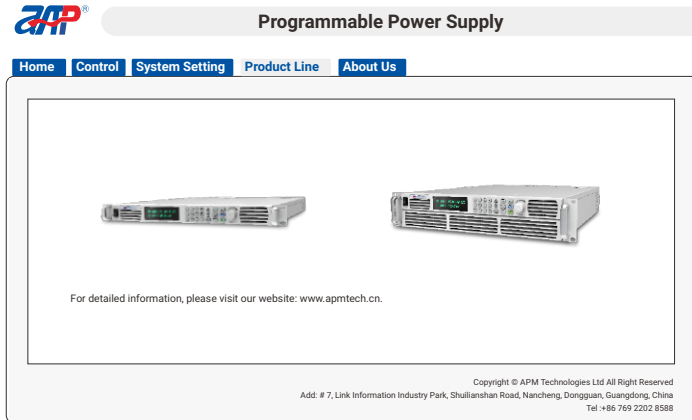 aMP®
Programmable Power Supply
Home Control System Setting Product Line About Us
For detailed information, please visit our website: www.apmtech.cn.
Copyright © APM Technologies Ltd All Right Reserved
Add: # 7, Link Information Industry Park, Shuilianshan Road, Nancheng, Dongguan, Guangdong, China
Tel :+86 769 2202 8588